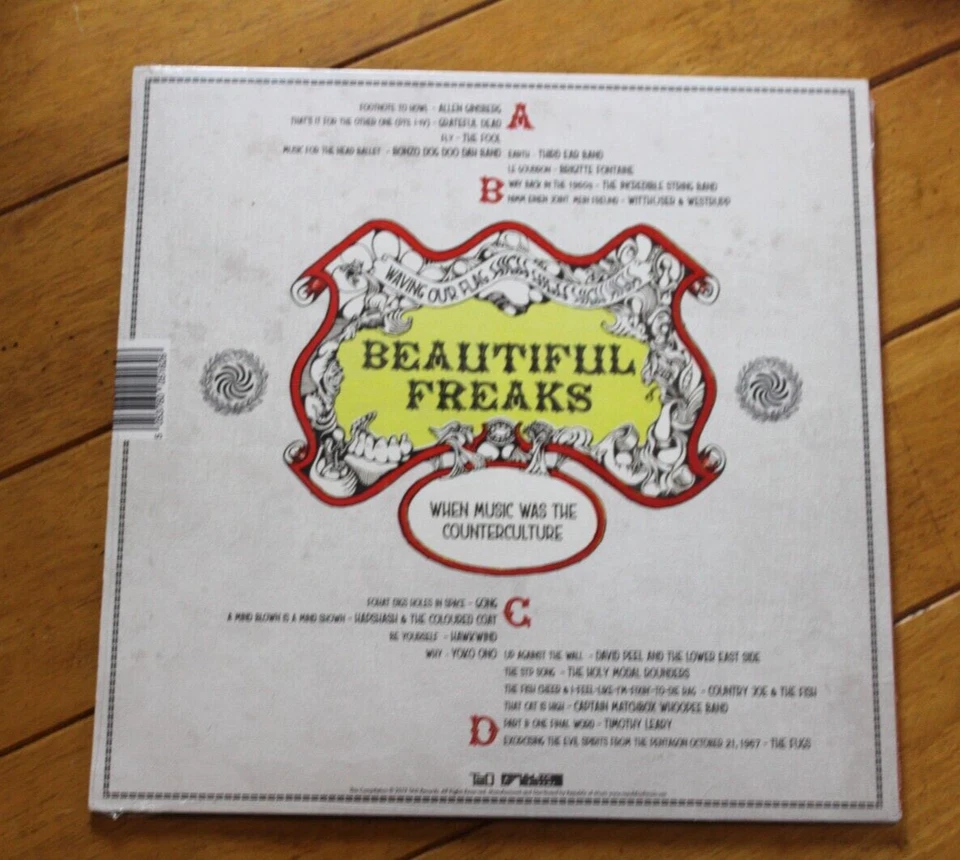 FOOTNOTE TO HOWL - ALLEN GINSBERG
A
THAT'S IT FOR THE OTHER ONE (PTS I-IV) - GRATEFUL DEAD
FLY - THE FOOL
MUSIC FOR THE HEAD BALLET - BONZO DOG DOO DAH BAND
EARTH - THIRD EAR BAND
LE GOUDRON - BRIGITTE FONTAINE
B
WAY BACK IN THE 1960s - THE INCREDIBLE STRING BAND
NIMM EINEN JOINT, MEIN FREUND - WITTHUSER & WESTRUPP
WAVING OUR FLAG HIGH
BEAUTIFUL
FREAKS
WHEN MUSIC WAS THE
COUNTERCULTURE
FOHAT DIGS HOLES IN SPACE - GONG
C
A MIND BLOWN IS A MIND SHOWN - HAPSHASH & THE COLOURED COAT
BE YOURSELF - HAWKWIND
WHY - YOKO ONO
UP AGAINST THE WALL - DAVID PEEL AND THE LOWER EAST SIDE
THE STP SONG - THE HOLY MODAL ROUNDERS
THE FISH CHEER & I-FEEL-LIKE-I'M-FIXIN'-TO-DIE RAG - COUNTRY JOE & THE FISH
THAT CAT IS HIGH - CAPTAIN MATCHBOX WHOOPEE BAND
D
PART B ONE FINAL WORD - TIMOTHY LEARY
EXORCISING THE EVIL SPIRITS FROM THE PENTAGON OCTOBER 21, 1967 - THE FUGS